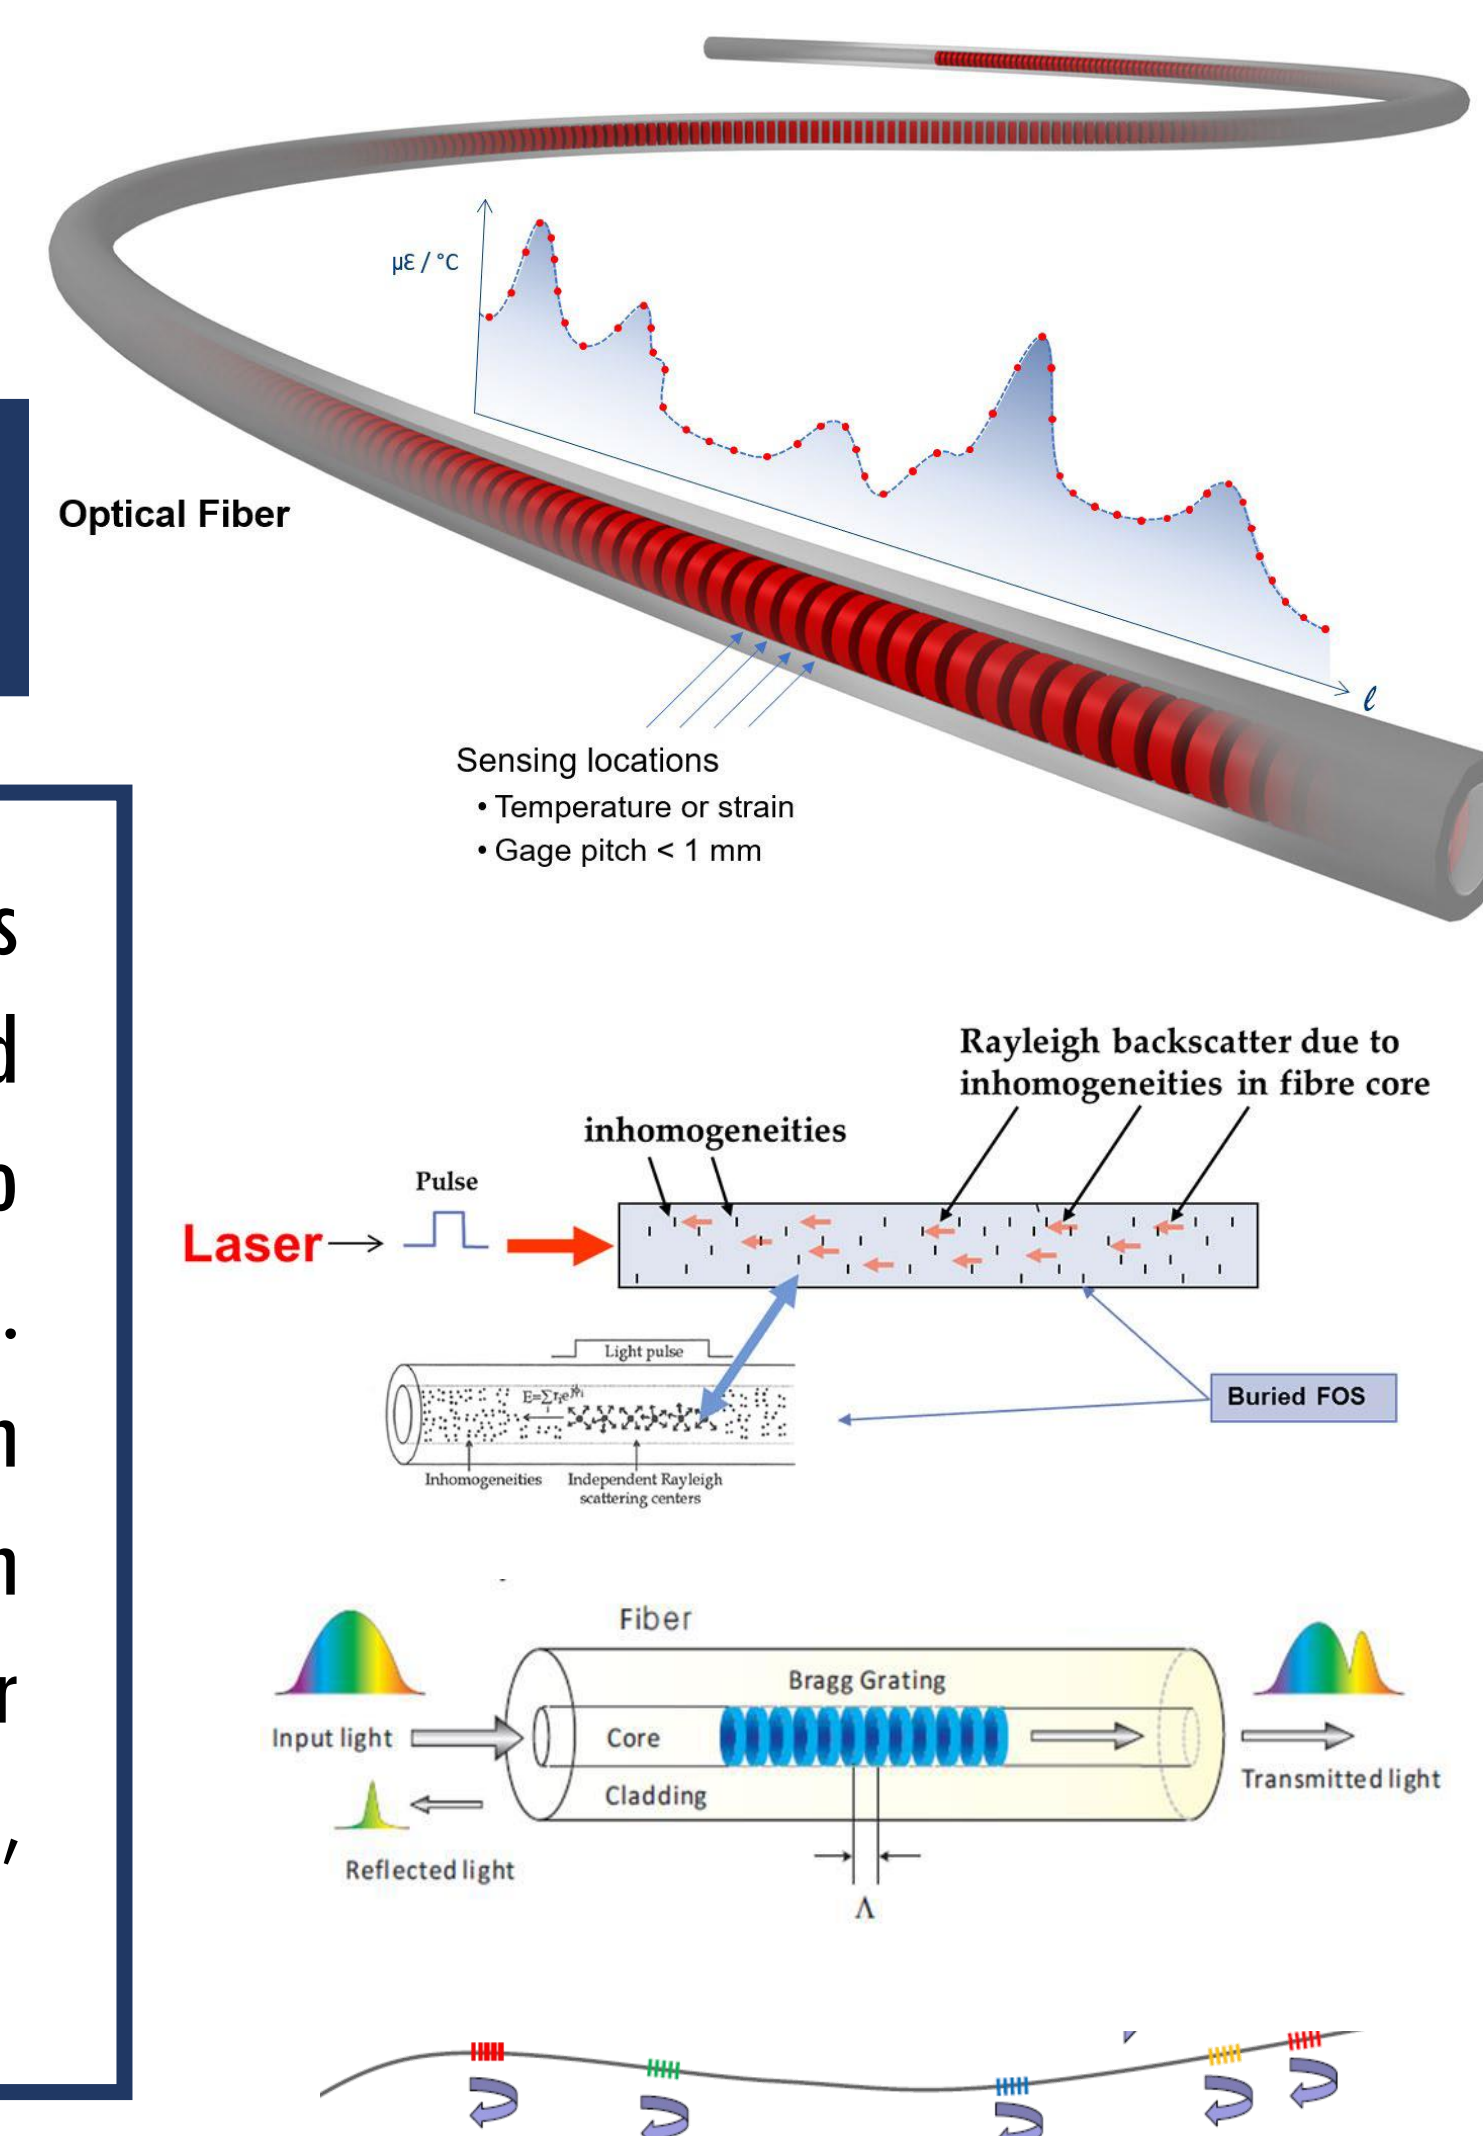 με / °C
Optical Fiber
ℓ
Sensing locations
• Temperature or strain
• Gage pitch < 1 mm
s
d
o
.
n
n
r
,
Rayleigh backscatter due to
inhomogeneities in fibre core
inhomogeneities
Pulse
Laser
Light pulse
Buried FOS
Inhomogeneities
Independent Rayleigh
scattering centers
Fiber
Bragg Grating
Input light
Core
Cladding
Transmitted light
Reflected light
Λ